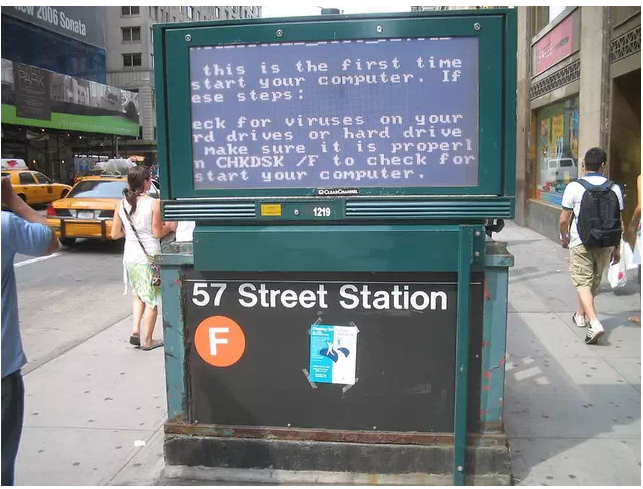 2006 Sonata
PARK
this is the first time
start your computer. If
ese steps:
eck for viruses on your
rd drives or hard drive
make sure it is properl
n CHKDSK /F to check for
start your computer.
CLEARCHANNEL
1219
57 Street Station
F